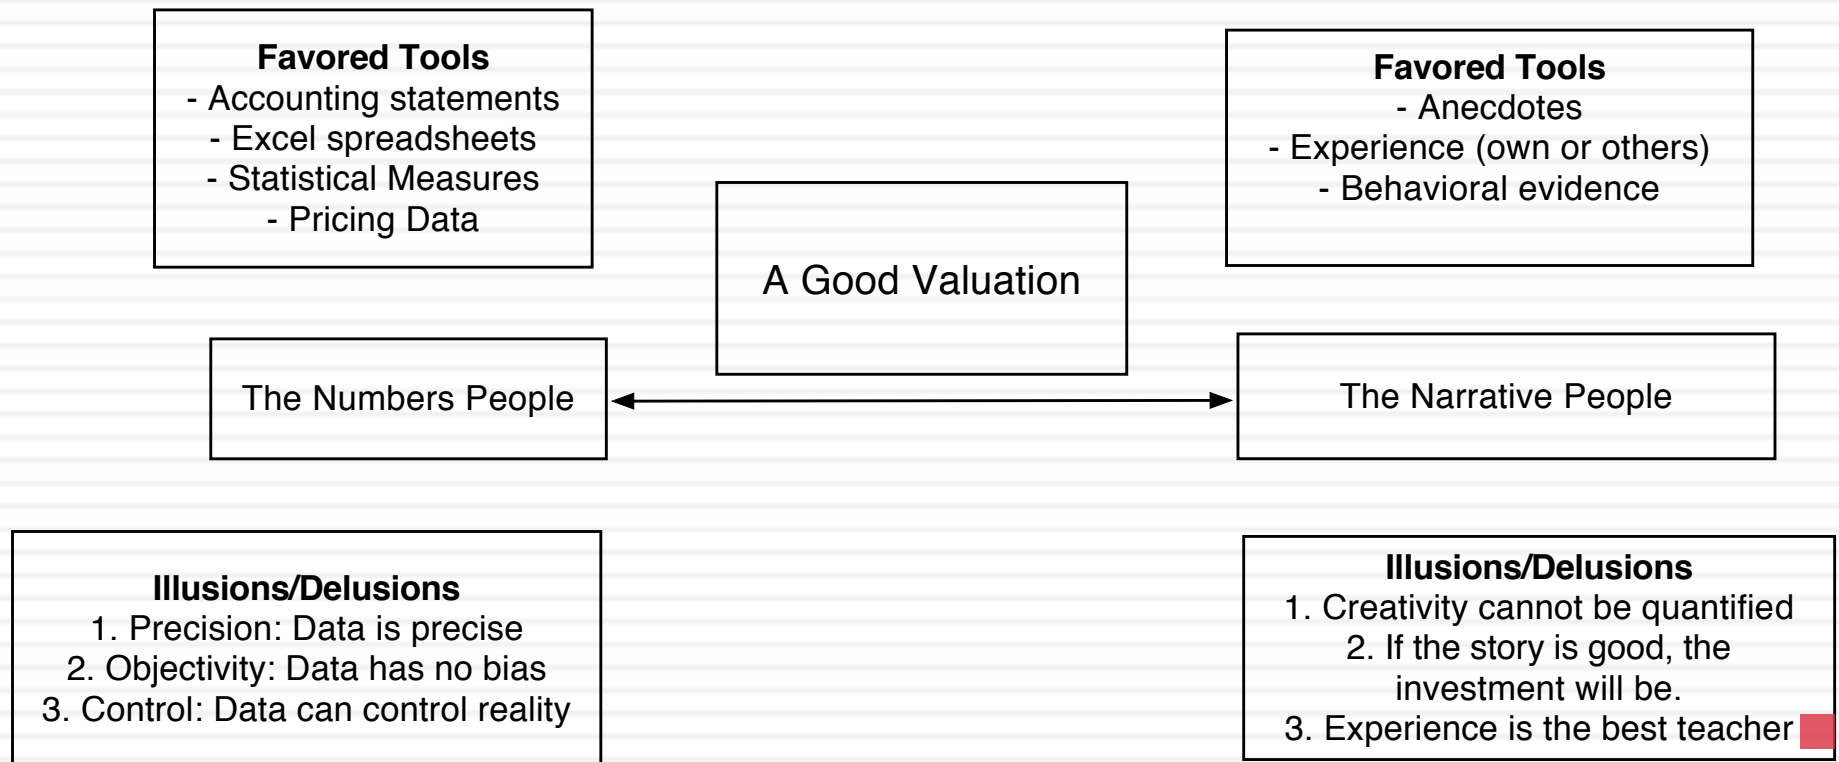 Favored Tools
- Accounting statements
- Excel spreadsheets
- Statistical Measures
- Pricing Data
Favored Tools
- Anecdotes
- Experience (own or others)
- Behavioral evidence
A Good Valuation
The Numbers People
The Narrative People
Illusions/Delusions
1. Precision: Data is precise
2. Objectivity: Data has no bias
3. Control: Data can control reality
Illusions/Delusions
1. Creativity cannot be quantified
2. If the story is good, the
investment will be.
3. Experience is the best teacher